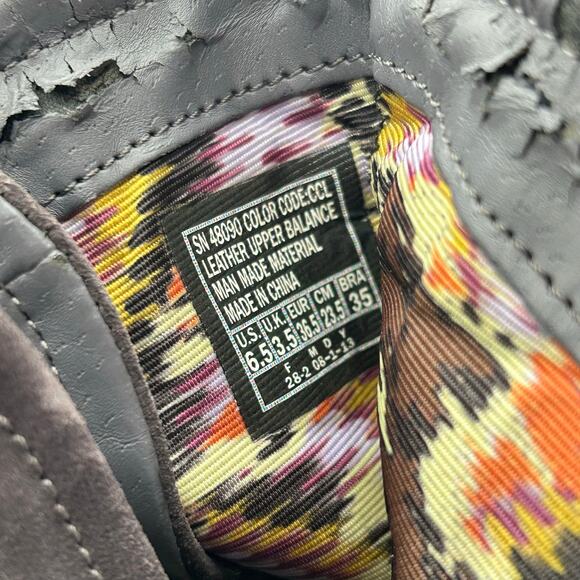 SN 48090 COLOR CODE:CCL
LEATHER UPPER BALANCE
MAN MADE MATERIAL
MADE IN CHINA
U.S. U.K. EUR CM BRA
6.5 3.5 36.5 23.5 35
F M D Y
28-2 08-1-13